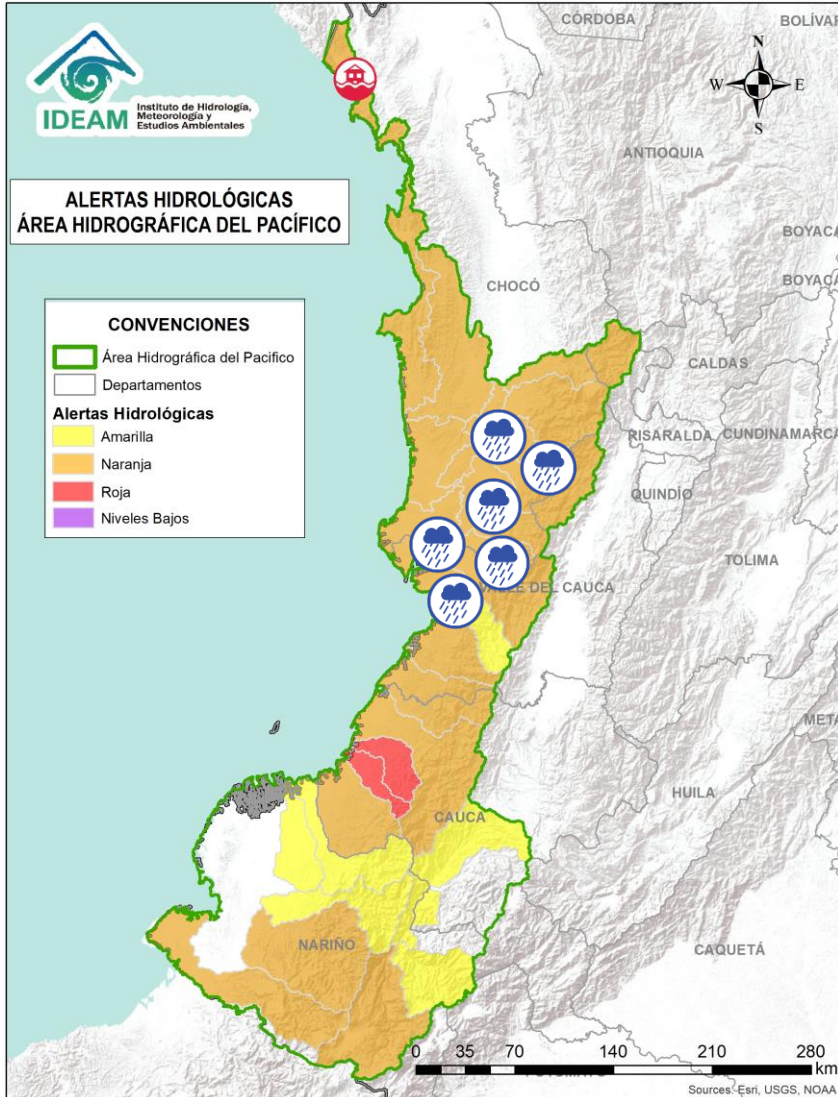 CÓRDOBA
BOLÍVAR
N
W
E
S
IDEAM
Instituto de Hidrología,
Meteorología y
Estudios Ambientales
ANTIOQUIA
ALERTAS HIDROLÓGICAS
ÁREA HIDROGRÁFICA DEL PACÍFICO
BOYACÁ
BOYACÁ
CHOCÓ
CONVENCIONES
Área Hidrográfica del Pacifico
Departamentos
Alertas Hidrológicas
Amarilla
Naranja
Roja
Niveles Bajos
CALDAS
RISARALDA
CUNDINAMARCA
QUINDÍO
TOLIMA
VALLE DEL CAUCA
META
HUILA
CAUCA
NARIÑO
CAQUETÁ
0 35 70 140 210 280
km
Sources: Esri, USGS, NOAA